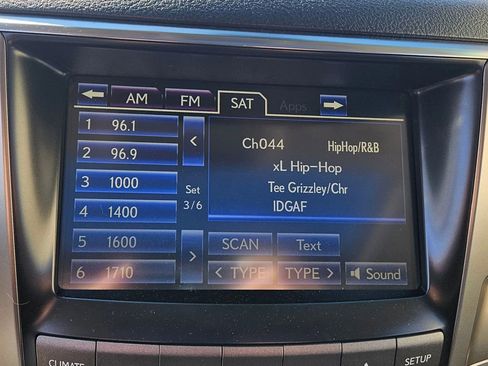 AM FM SAT Apps
1 96.1
2 96.9
3 1000
4 1400
5 1600
6 1710
<
Set
3/6
>
Ch044 HipHop/R&B
xL Hip-Hop
Tee Grizzley/Chr
IDGAF
SCAN Text
< TYPE TYPE > Sound
CLIMATE SETUP